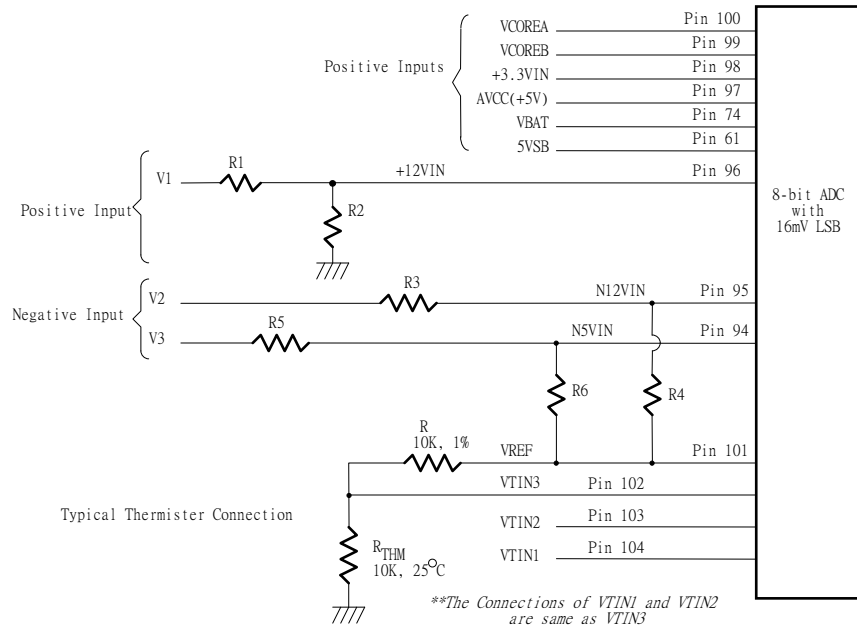 VCOREA Pin 100
VCOREB Pin 99
Positive Inputs +3.3VIN Pin 98
AVCC(+5V) Pin 97
VBAT Pin 74
5VSB Pin 61
R1
V1 +12VIN Pin 96
8-bit ADC
with
16mV LSB
Positive Input R2
R3
V2 N12VIN Pin 95
Negative Input
R5
V3 N5VIN Pin 94
R6 R4
R
10K, 1% VREF Pin 101
VTIN3 Pin 102
Typical Thermister Connection
VTIN2 Pin 103
RTHM
10K, 25°C
VTIN1 Pin 104
**The Connections of VTIN1 and VTIN2
are same as VTIN3